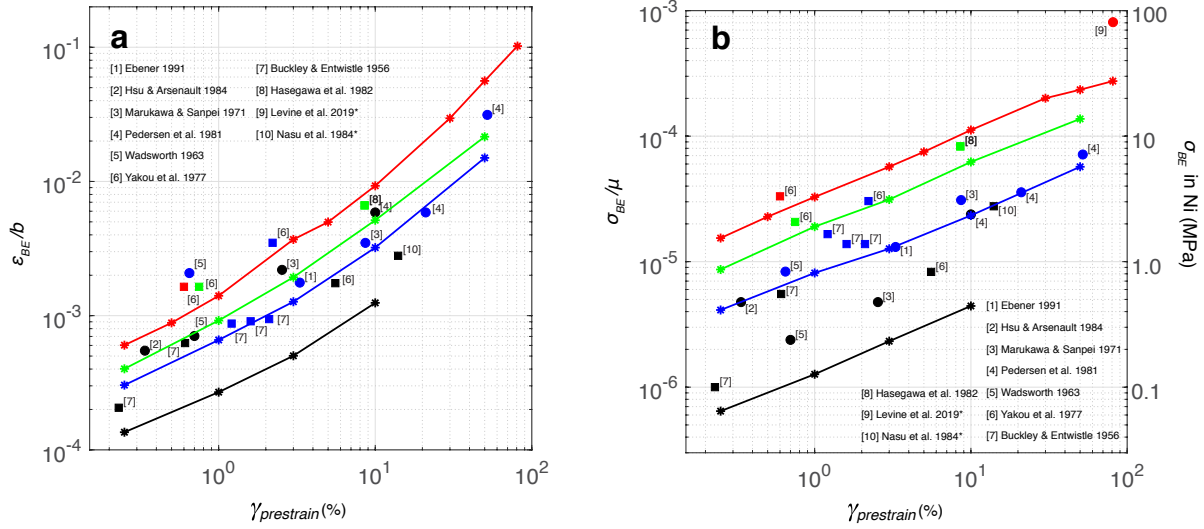 a
ε_BE/b
10^-1
10^-2
10^-3
10^-4
[1] Ebener 1991
[2] Hsu & Arsenault 1984
[3] Marukawa & Sanpei 1971
[4] Pedersen et al. 1981
[5] Wadsworth 1963
[6] Yakou et al. 1977
[7] Buckley & Entwistle 1956
[8] Hasegawa et al. 1982
[9] Levine et al. 2019*
[10] Nasu et al. 1984*
[4]
[8]
[4]
[4]
[6]
[3]
[10]
[5]
[3]
[1]
[6]
[6]
[6]
[5]
[7]
[7]
[7]
[2]
[7]
[7]
10^0
10^1
10^2
γ_prestrain (%)
b
σ_BE/μ
10^-3
10^-4
10^-5
10^-6
[9]
[8]
[4]
[6]
[6]
[3]
[4]
[6]
[10]
[4]
[7]
[7]
[7]
[1]
[5]
[6]
[7]
[2]
[3]
[5]
[7]
[1] Ebener 1991
[2] Hsu & Arsenault 1984
[3] Marukawa & Sanpei 1971
[4] Pedersen et al. 1981
[8] Hasegawa et al. 1982
[5] Wadsworth 1963
[9] Levine et al. 2019*
[6] Yakou et al. 1977
[10] Nasu et al. 1984*
[7] Buckley & Entwistle 1956
10^0
10^1
10^2
γ_prestrain (%)
100
10
1.0
0.1
σ_BE in Ni (MPa)